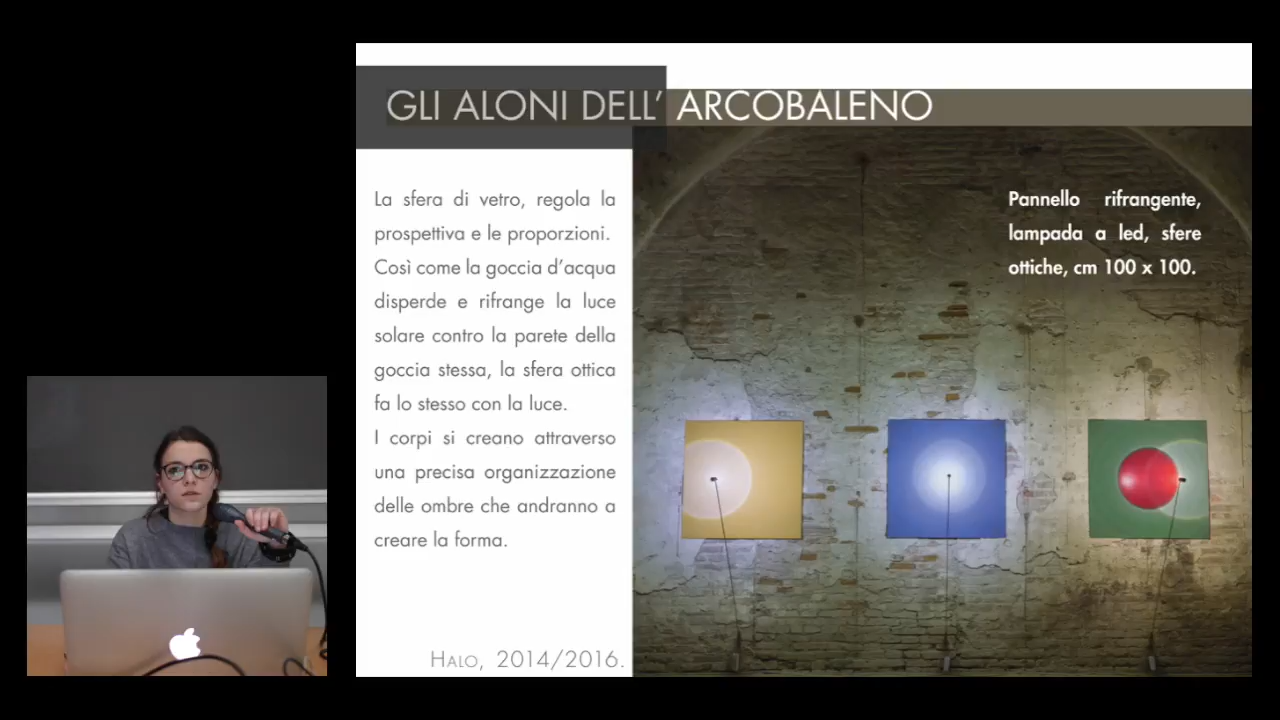 GLI ALONI DELL’ ARCOBALENO
La sfera di vetro, regola la
prospettiva e le proporzioni.
Così come la goccia d’acqua
disperde e rifrange la luce
solare contro la parete della
goccia stessa, la sfera ottica
fa lo stesso con la luce.
I corpi si creano attraverso
una precisa organizzazione
delle ombre che andranno a
creare la forma.
HALO, 2014/2016.
Pannello rifrangente,
lampada a led, sfere
ottiche, cm 100 x 100.